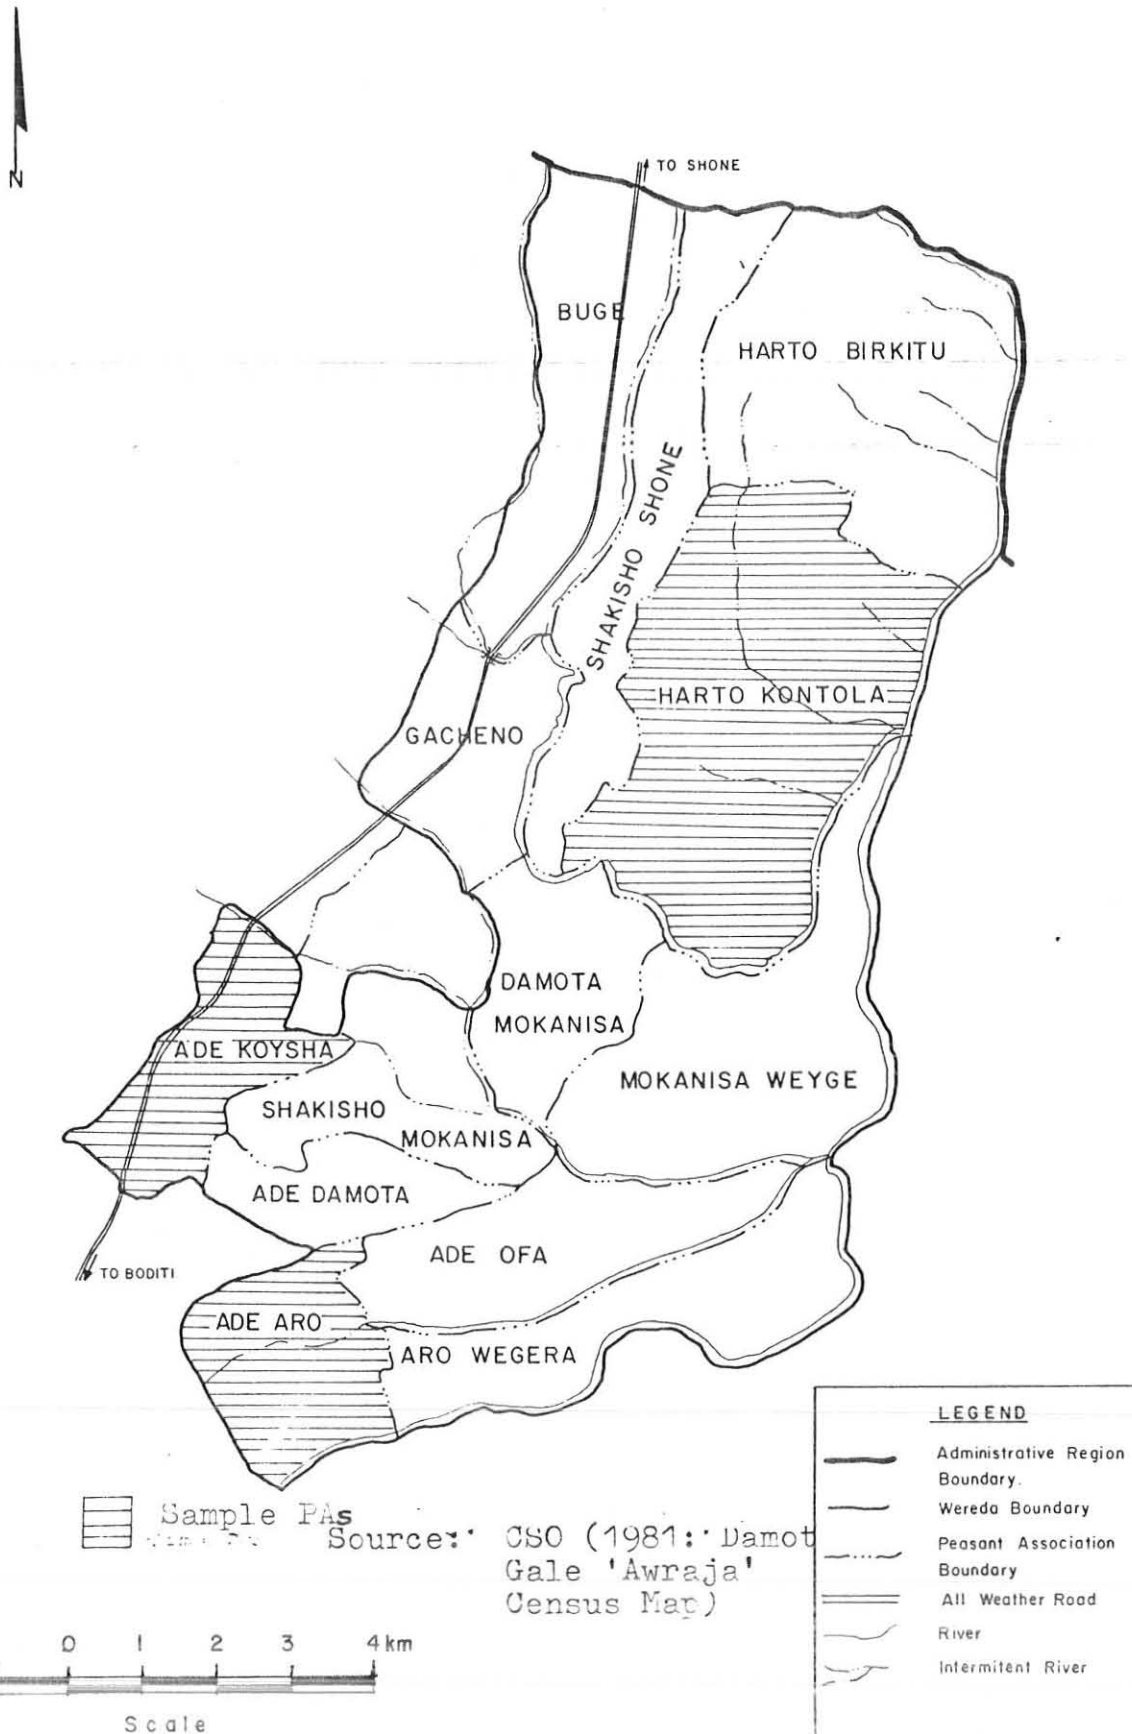 N
TO SHONE
BUGE
HARTO BIRKITU
SHAKISHO SHONE
HARTO KONTOLA
GACHENO
DAMOTA
MOKANISA
ADE KOYSHA
MOKANISA WEYGE
SHAKISHO
MOKANISA
ADE DAMOTA
ADE OFA
TO BODITI
ADE ARO
ARO WEGERA
LEGEND
Administrative Region
Boundary.
Wereda Boundary
Peasant Association
Boundary
All Weather Road
River
Intermitent River
Sample PAs
Source: CSO (1981: Damot
Gale 'Awraja'
Census Map)
0 1 2 3 4 km
Scale